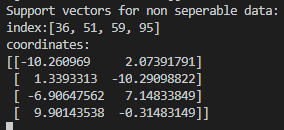 Support vectors for non seperable data:
index:[36, 51, 59, 95]
coordinates:
[[-10.260969     2.07391791]
 [  1.3393313  -10.29098822]
 [ -6.90647562   7.14833849]
 [  9.90143538  -0.31483149]]